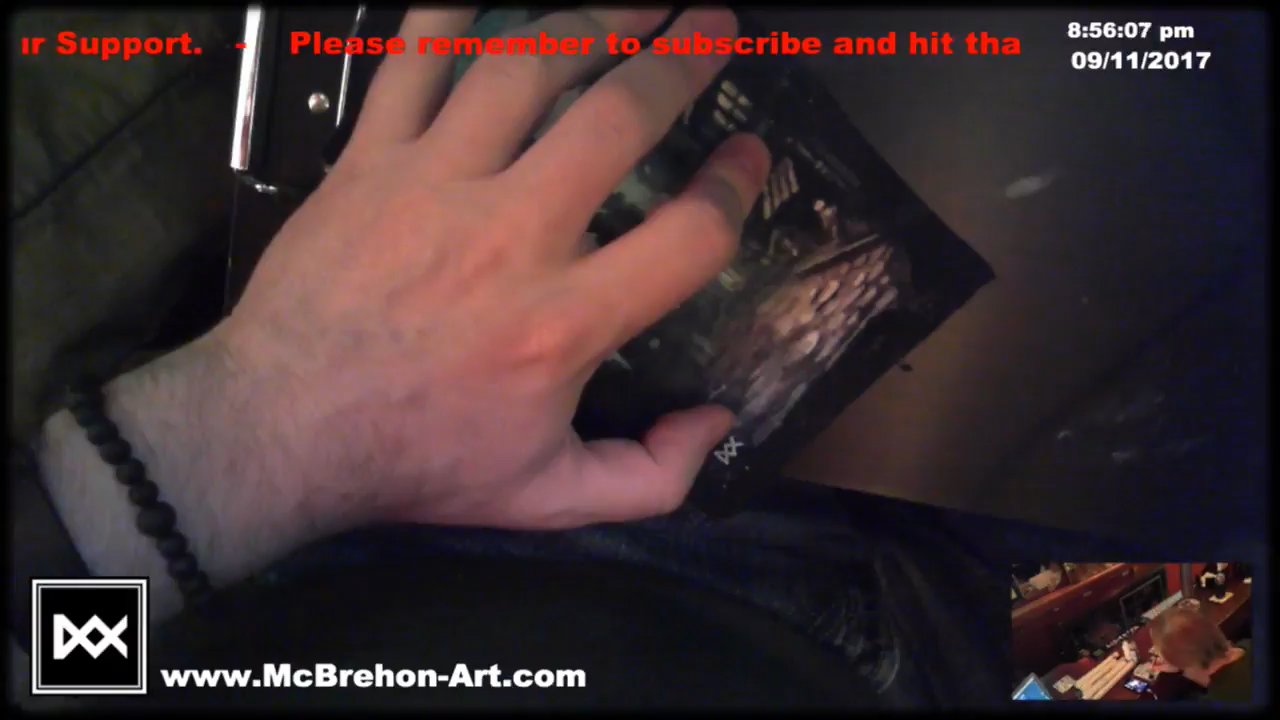 ır Support. - Please remember to subscribe and hit tha
8:56:07 pm
09/11/2017
www.McBrehon-Art.com